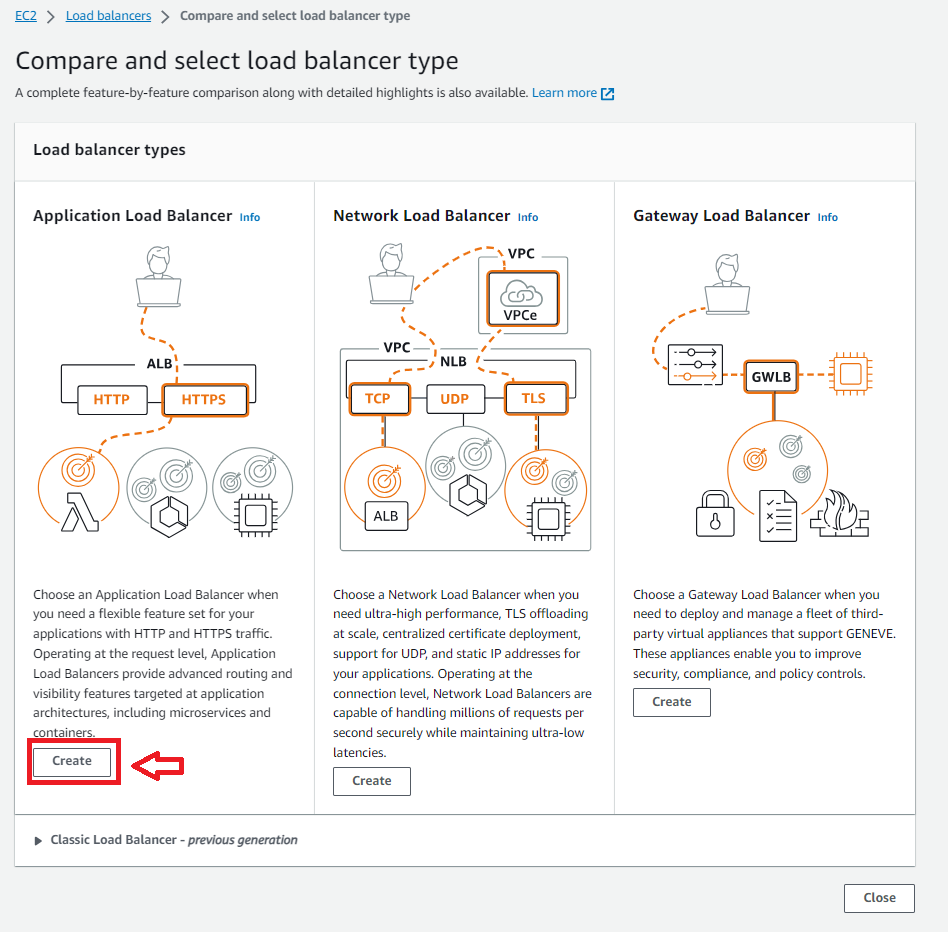 EC2 > Load balancers > Compare and select load balancer type
Compare and select load balancer type
A complete feature-by-feature comparison along with detailed highlights is also available. Learn more
Load balancer types
Application Load Balancer Info
ALB
HTTP
HTTPS
Choose an Application Load Balancer when
you need a flexible feature set for your
applications with HTTP and HTTPS traffic.
Operating at the request level, Application
Load Balancers provide advanced routing and
visibility features targeted at application
architectures, including microservices and
containers.
Create
Network Load Balancer Info
VPC
VPCe
VPC
NLB
TCP
UDP
TLS
ALB
Choose a Network Load Balancer when you
need ultra-high performance, TLS offloading
at scale, centralized certificate deployment,
support for UDP, and static IP addresses for
your applications. Operating at the
connection level, Network Load Balancers are
capable of handling millions of requests per
second securely while maintaining ultra-low
latencies.
Create
Gateway Load Balancer Info
GWLB
Choose a Gateway Load Balancer when you
need to deploy and manage a fleet of third-
party virtual appliances that support GENEVE.
These appliances enable you to improve
security, compliance, and policy controls.
Create
Classic Load Balancer - previous generation
Close